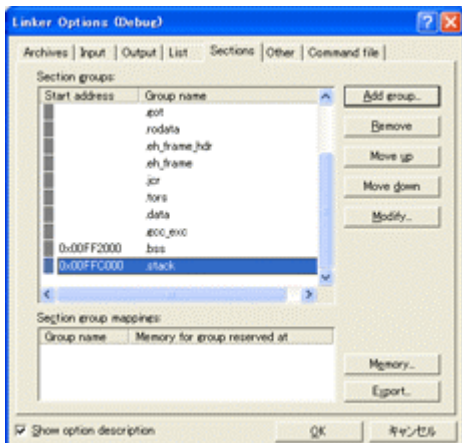 Linker Options (Debug)
Archives Input Output List Sections Other Command file
Section groups:
Start address Group name
.got
.rodata
.eh_frame_hdr
.eh_frame
.jcr
.tors
.data
.gcc_exc
0x00FF2000 .bss
0x00FFC000 .stack
Add group...
Remove
Move up
Move down
Modify...
Section group mappings:
Group name Memory for group reserved at
Memory...
Export...
Show option description
OK
キャンセル